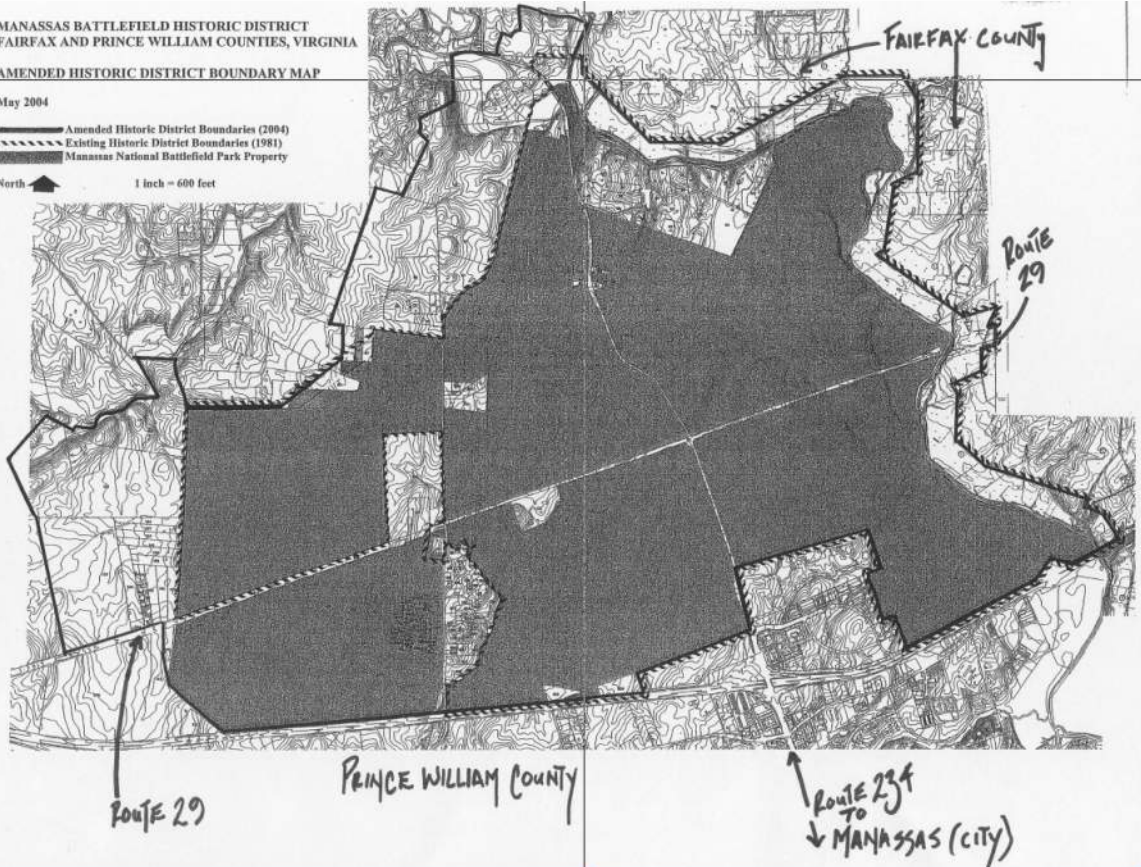 MANASSAS BATTLEFIELD HISTORIC DISTRICT
FAIRFAX AND PRINCE WILLIAM COUNTIES, VIRGINIA
AMENDED HISTORIC DISTRICT BOUNDARY MAP
May 2004
Amended Historic District Boundaries (2004)
Existing Historic District Boundaries (1981)
Manassas National Battlefield Park Property
North
1 inch = 600 feet
FAIRFAX COUNTY
ROUTE
29
PRINCE WILLIAM COUNTY
ROUTE 29
ROUTE 234
TO
MANASSAS (CITY)